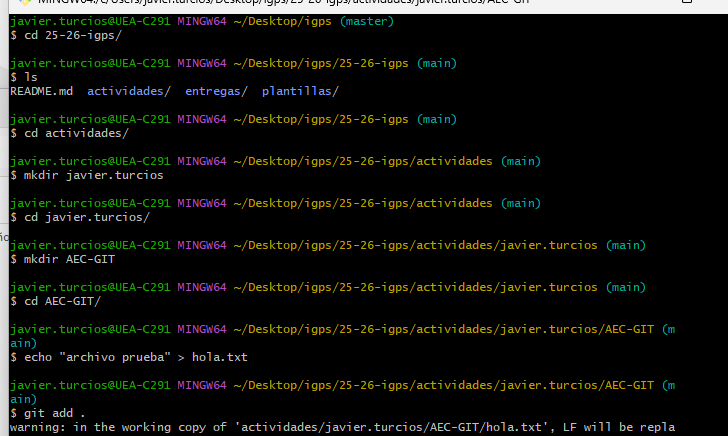 MINGW64:/c/Users/javier.turcios/Desktop/igps/25-26-igps/actividades/javier.turcios/AEC-GIT
javier.turcios@UEA-C291 MINGW64 ~/Desktop/igps (master)
$ cd 25-26-igps/
javier.turcios@UEA-C291 MINGW64 ~/Desktop/igps/25-26-igps (main)
$ ls
README.md actividades/ entregas/ plantillas/
javier.turcios@UEA-C291 MINGW64 ~/Desktop/igps/25-26-igps (main)
$ cd actividades/
javier.turcios@UEA-C291 MINGW64 ~/Desktop/igps/25-26-igps/actividades (main)
$ mkdir javier.turcios
javier.turcios@UEA-C291 MINGW64 ~/Desktop/igps/25-26-igps/actividades (main)
$ cd javier.turcios/
javier.turcios@UEA-C291 MINGW64 ~/Desktop/igps/25-26-igps/actividades/javier.turcios (main)
$ mkdir AEC-GIT
javier.turcios@UEA-C291 MINGW64 ~/Desktop/igps/25-26-igps/actividades/javier.turcios (main)
$ cd AEC-GIT/
javier.turcios@UEA-C291 MINGW64 ~/Desktop/igps/25-26-igps/actividades/javier.turcios/AEC-GIT (m
ain)
$ echo "archivo prueba" > hola.txt
javier.turcios@UEA-C291 MINGW64 ~/Desktop/igps/25-26-igps/actividades/javier.turcios/AEC-GIT (m
ain)
$ git add .
warning: in the working copy of 'actividades/javier.turcios/AEC-GIT/hola.txt', LF will be repla